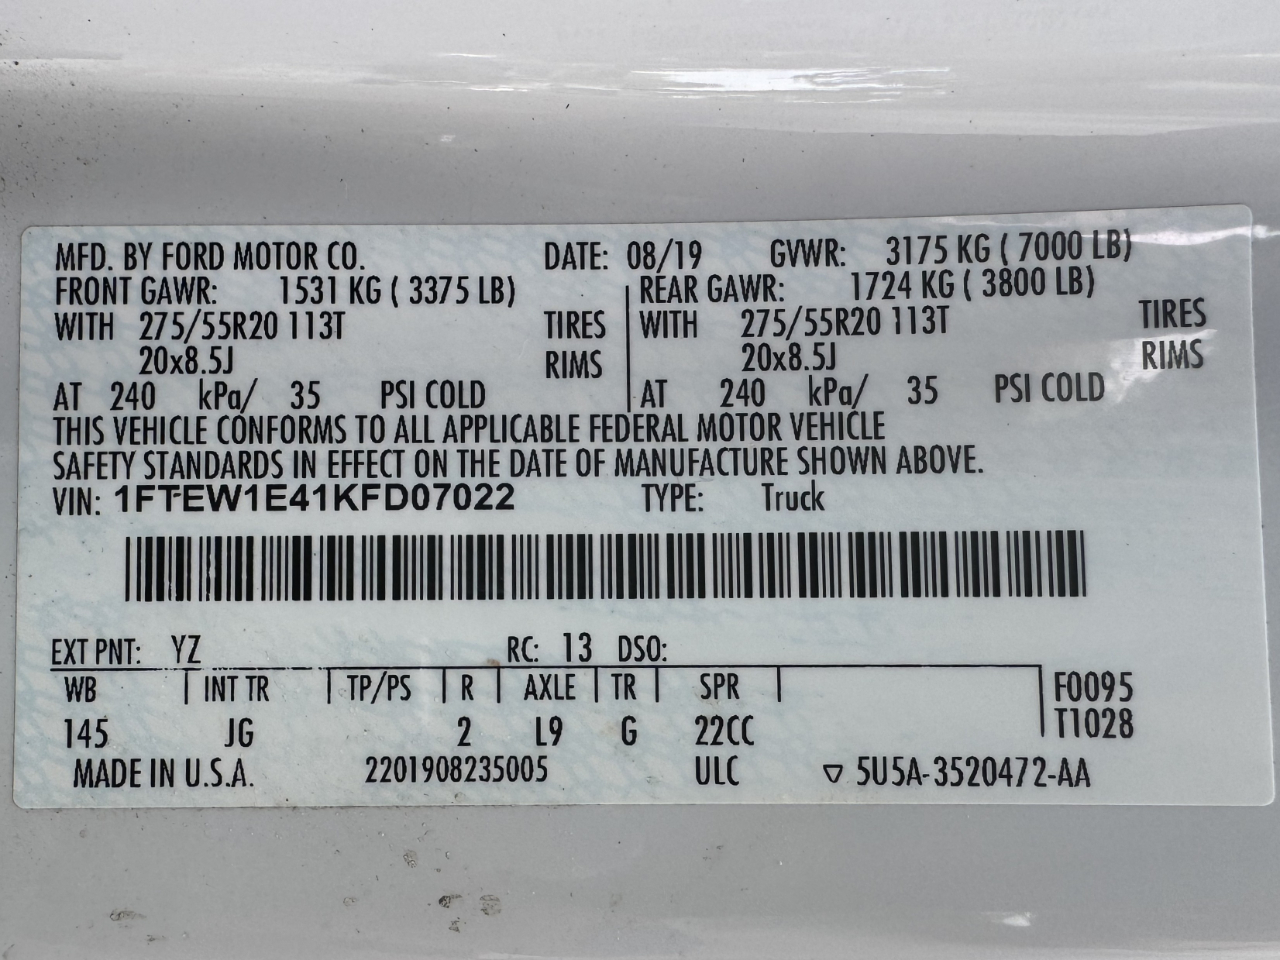 MFD. BY FORD MOTOR CO. DATE: 08/19 GVWR: 3175 KG ( 7000 LB)
FRONT GAWR: 1531 KG ( 3375 LB) REAR GAWR: 1724 KG ( 3800 LB)
WITH 275/55R20 113T TIRES WITH 275/55R20 113T TIRES
20x8.5J RIMS 20x8.5J RIMS
AT 240 kPa/ 35 PSI COLD AT 240 kPa/ 35 PSI COLD
THIS VEHICLE CONFORMS TO ALL APPLICABLE FEDERAL MOTOR VEHICLE
SAFETY STANDARDS IN EFFECT ON THE DATE OF MANUFACTURE SHOWN ABOVE.
VIN: 1FTEW1E41KFD07022 TYPE: Truck
EXT PNT: YZ RC: 13 DSO:
WB INT TR TP/PS R AXLE TR SPR F0095
145 JG 2 L9 G 22CC T1028
MADE IN U.S.A. 2201908235005 ULC ▽ 5U5A-3520472-AA